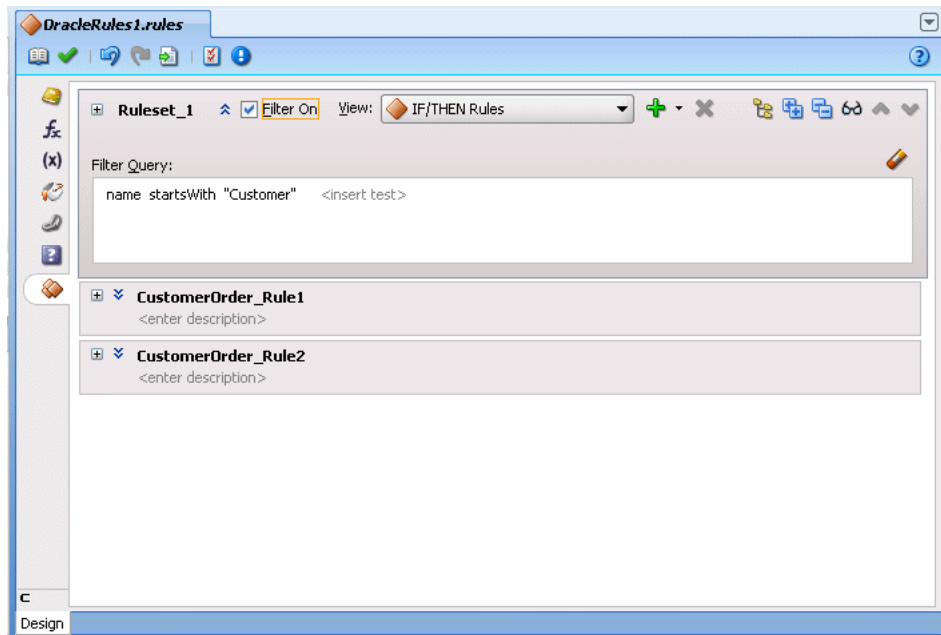 OracleRules1.rules
Ruleset_1 Filter On View: IF/THEN Rules
Filter Query:
name startsWith "Customer" <insert test>
fx
(x)
CustomerOrder_Rule1
<enter description>
CustomerOrder_Rule2
<enter description>
Design